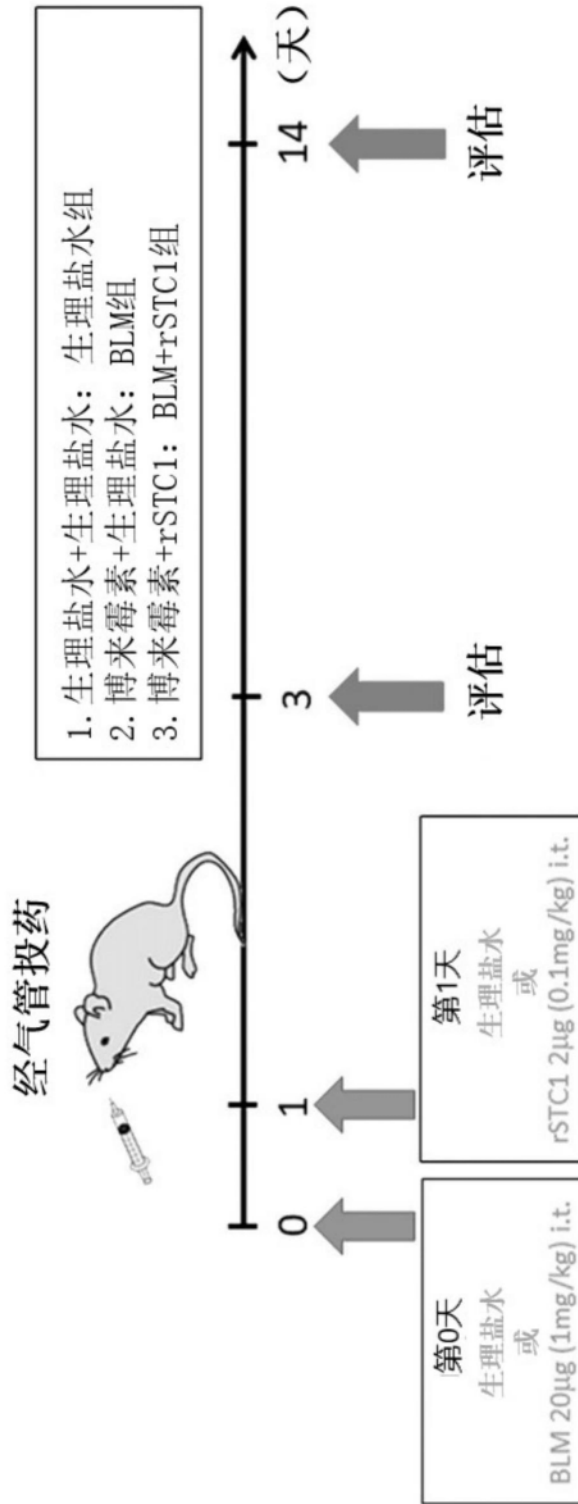 经气管投药
1.生理盐水+生理盐水：生理盐水组
2.博来霉素+生理盐水：BLM组
3.博来霉素+rSTC1：BLM+rSTC1组
0
1
3
14
（天）
第0天
生理盐水
或
BLM 20μg (1mg/kg) i.t.
第1天
生理盐水
或
rSTC1 2μg (0.1mg/kg) i.t.
评估
评估